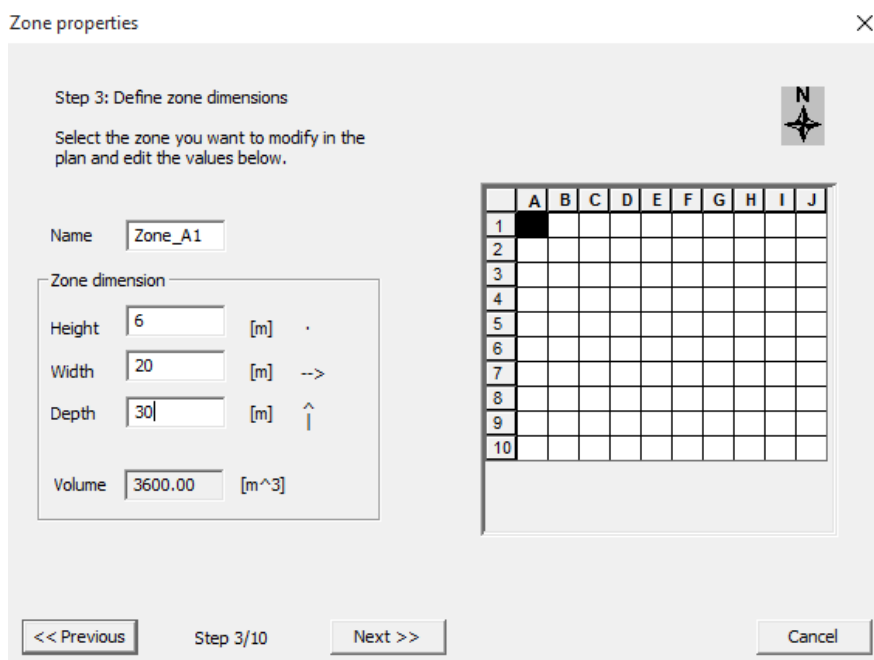 Zone properties
Step 3: Define zone dimensions
Select the zone you want to modify in the
plan and edit the values below.
N
Name Zone_A1
Zone dimension
Height 6 [m] .
Width 20 [m] -->
Depth 30 [m] ^
|
Volume 3600.00 [m^3]
A B C D E F G H I J
1
2
3
4
5
6
7
8
9
10
<< Previous Step 3/10 Next >> Cancel